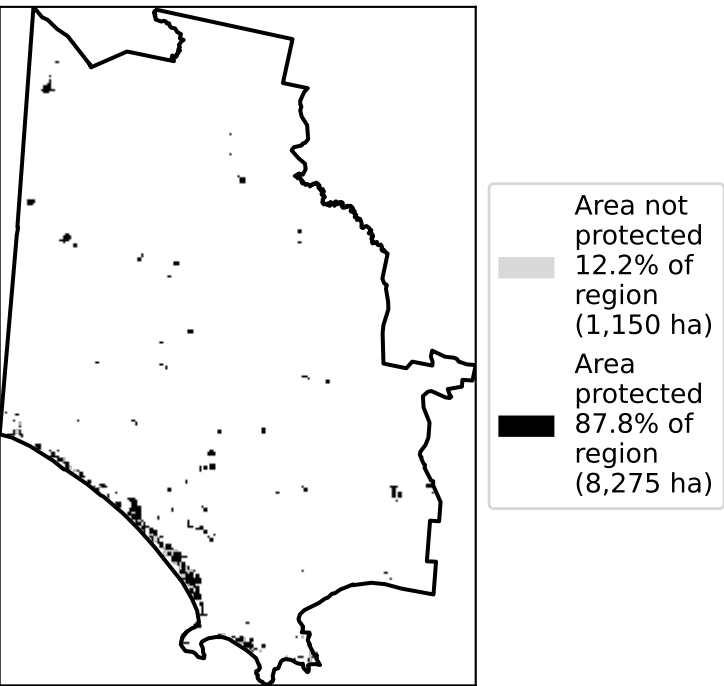 Area not
protected
12.2% of
region
(1,150 ha)
Area
protected
87.8% of
region
(8,275 ha)